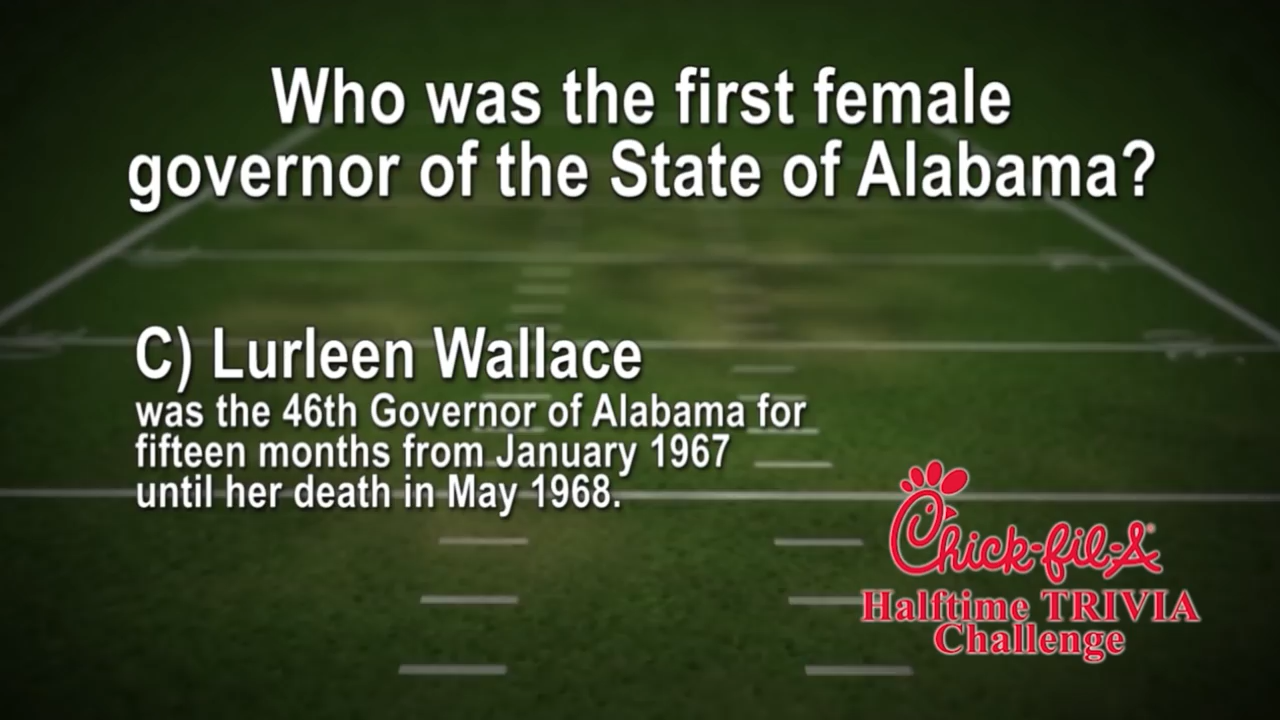 Who was the first female
governor of the State of Alabama?
C) Lurleen Wallace
was the 46th Governor of Alabama for
fifteen months from January 1967
until her death in May 1968.
Chick-fil-A®
Halftime TRIVIA
Challenge